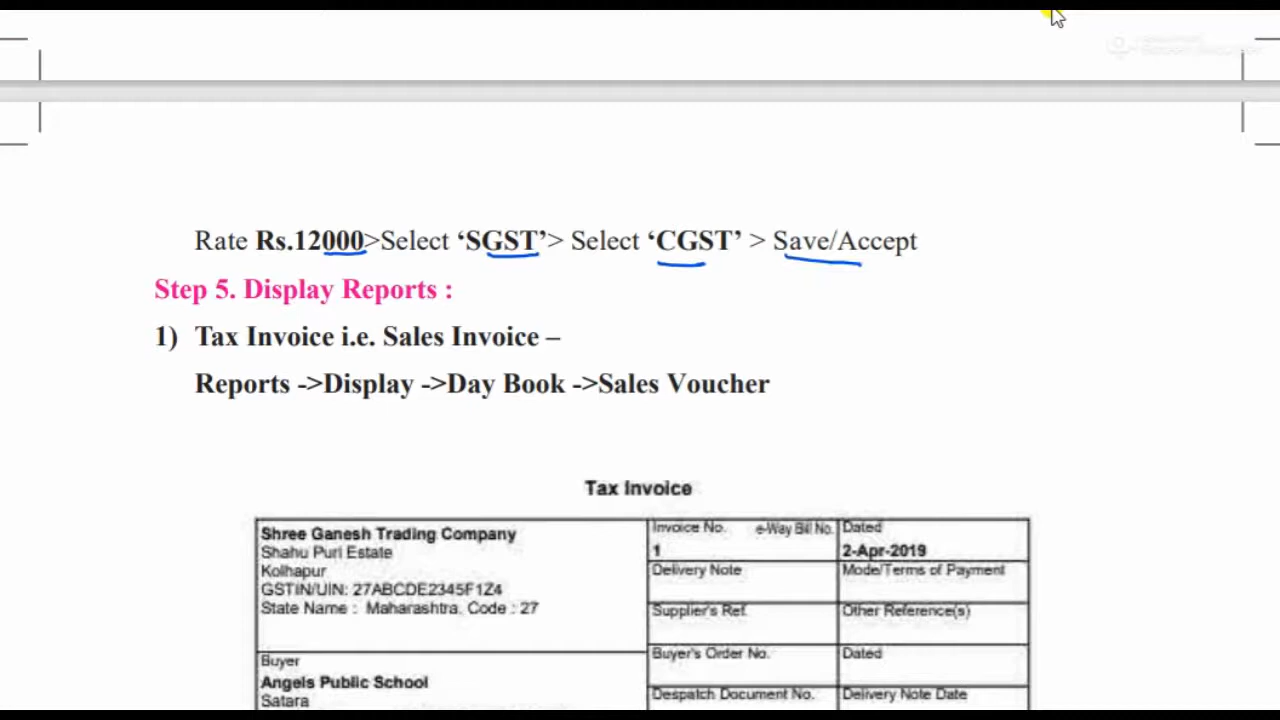 Rate Rs.12000>Select ‘SGST’> Select ‘CGST’ > Save/Accept
Step 5. Display Reports :
1) Tax Invoice i.e. Sales Invoice –
Reports ->Display ->Day Book ->Sales Voucher
Tax Invoice
Shree Ganesh Trading Company
Shahu Puri Estate
Kolhapur
GSTIN/UIN: 27ABCDE2345F1Z4
State Name : Maharashtra, Code : 27
Buyer
Angels Public School
Satara
Invoice No. e-Way Bill No. Dated
1 2-Apr-2019
Delivery Note Mode/Terms of Payment
Supplier's Ref. Other Reference(s)
Buyer's Order No. Dated
Despatch Document No. Delivery Note Date